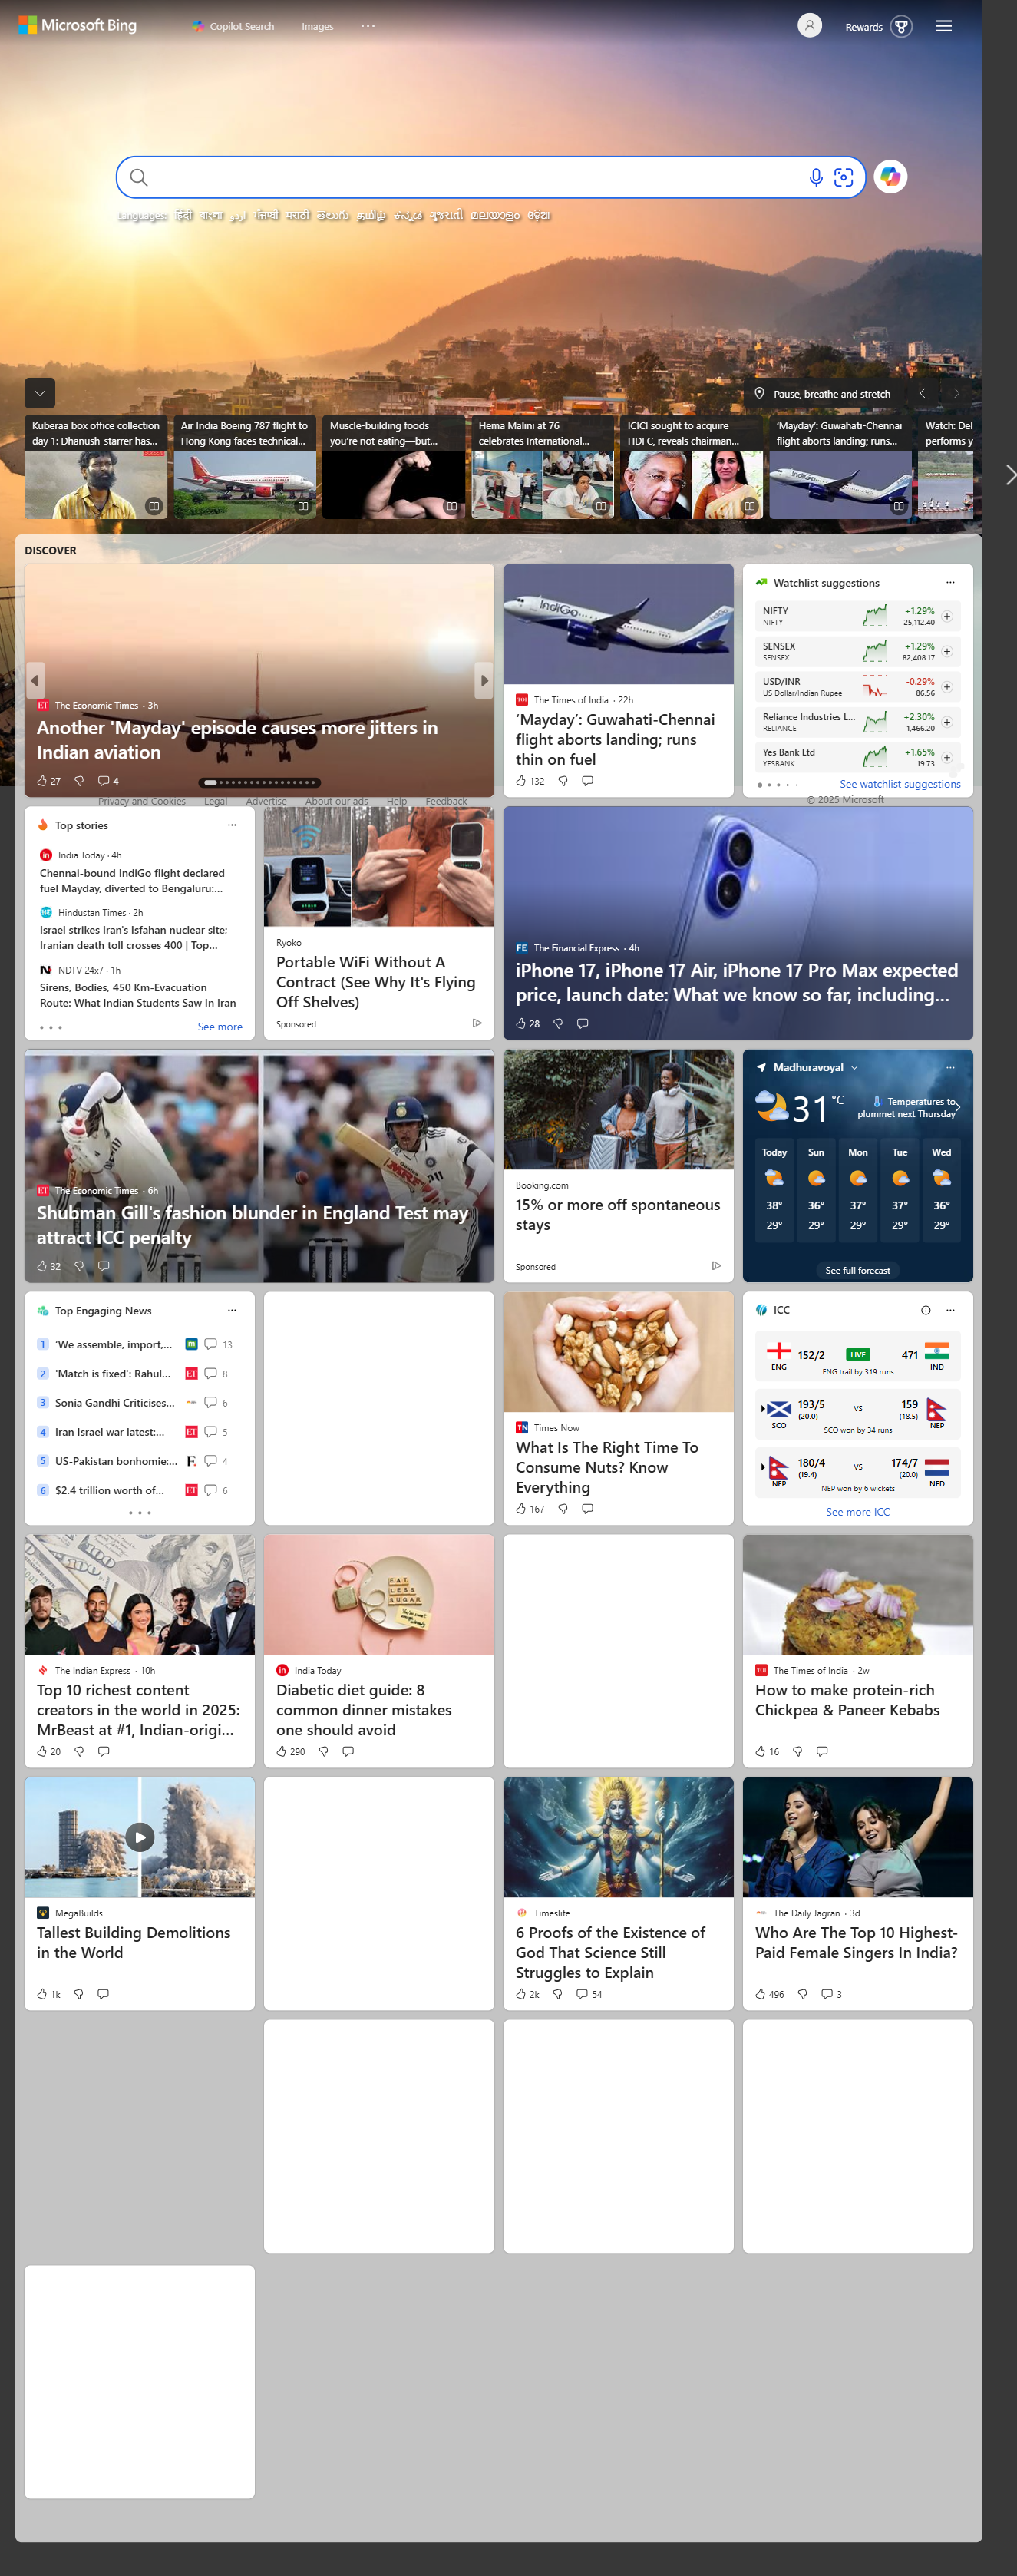 Microsoft Bing
Copilot Search
Images
Rewards
Languages: हिंदी বাংলা اردو ਪੰਜਾਬੀ मराठी తెలుగు தமிழ் ಕನ್ನಡ ગુજરાતી മലയാളം ଓଡ଼ିଆ
Pause, breathe and stretch
Kuberaa box office collection
day 1: Dhanush-starrer has...
Air India Boeing 787 flight to
Hong Kong faces technical...
Muscle-building foods
you're not eating—but...
Hema Malini at 76
celebrates International...
ICICI sought to acquire
HDFC, reveals chairman...
'Mayday': Guwahati-Chennai
flight aborts landing; runs...
Watch: Del
performs y
DISCOVER
The Economic Times · 3h
Another 'Mayday' episode causes more jitters in
Indian aviation
27
4
IndiGo
The Times of India · 22h
'Mayday': Guwahati-Chennai
flight aborts landing; runs
thin on fuel
132
Watchlist suggestions
NIFTY
NIFTY
+1.29%
25,112.40
SENSEX
SENSEX
+1.29%
82,408.17
USD/INR
US Dollar/Indian Rupee
-0.29%
86.56
Reliance Industries L...
RELIANCE
+2.30%
1,466.20
Yes Bank Ltd
YESBANK
+1.65%
19.73
See watchlist suggestions
Privacy and Cookies
Legal
Advertise
About our ads
Help
Feedback
© 2025 Microsoft
Top stories
India Today · 4h
Chennai-bound IndiGo flight declared
fuel Mayday, diverted to Bengaluru:...
Hindustan Times · 2h
Israel strikes Iran's Isfahan nuclear site;
Iranian death toll crosses 400 | Top...
NDTV 24x7 · 1h
Sirens, Bodies, 450 Km-Evacuation
Route: What Indian Students Saw In Iran
See more
Ryoko
Portable WiFi Without A
Contract (See Why It's Flying
Off Shelves)
Sponsored
FE
The Financial Express · 4h
iPhone 17, iPhone 17 Air, iPhone 17 Pro Max expected
price, launch date: What we know so far, including...
28
ET
The Economic Times · 6h
Shubman Gill's fashion blunder in England Test may
attract ICC penalty
32
Booking.com
15% or more off spontaneous
stays
Sponsored
Madhuravoyal
31 °C
Temperatures to
plummet next Thursday
Today
Sun
Mon
Tue
Wed
38°
36°
37°
37°
36°
29°
29°
29°
29°
29°
See full forecast
Top Engaging News
1 'We assemble, import,... 13
2 'Match is fixed': Rahul... ET 8
3 Sonia Gandhi Criticises... 6
4 Iran Israel war latest:... ET 5
5 US-Pakistan bonhomie:... F. 4
6 $2.4 trillion worth of... ET 6
TN
Times Now
What Is The Right Time To
Consume Nuts? Know
Everything
167
ICC
ENG
152/2
LIVE
471
IND
ENG trail by 319 runs
SCO
193/5
(20.0)
VS
159
(18.5)
NEP
SCO won by 34 runs
NEP
180/4
(19.4)
VS
174/7
(20.0)
NED
NEP won by 6 wickets
See more ICC
The Indian Express · 10h
Top 10 richest content
creators in the world in 2025:
MrBeast at #1, Indian-origi...
20
EAT
LESS
SUGAR
India Today
Diabetic diet guide: 8
common dinner mistakes
one should avoid
290
The Times of India · 2w
How to make protein-rich
Chickpea & Paneer Kebabs
16
MegaBuilds
Tallest Building Demolitions
in the World
1k
Timeslife
6 Proofs of the Existence of
God That Science Still
Struggles to Explain
2k
54
The Daily Jagran · 3d
Who Are The Top 10 Highest-
Paid Female Singers In India?
496
3